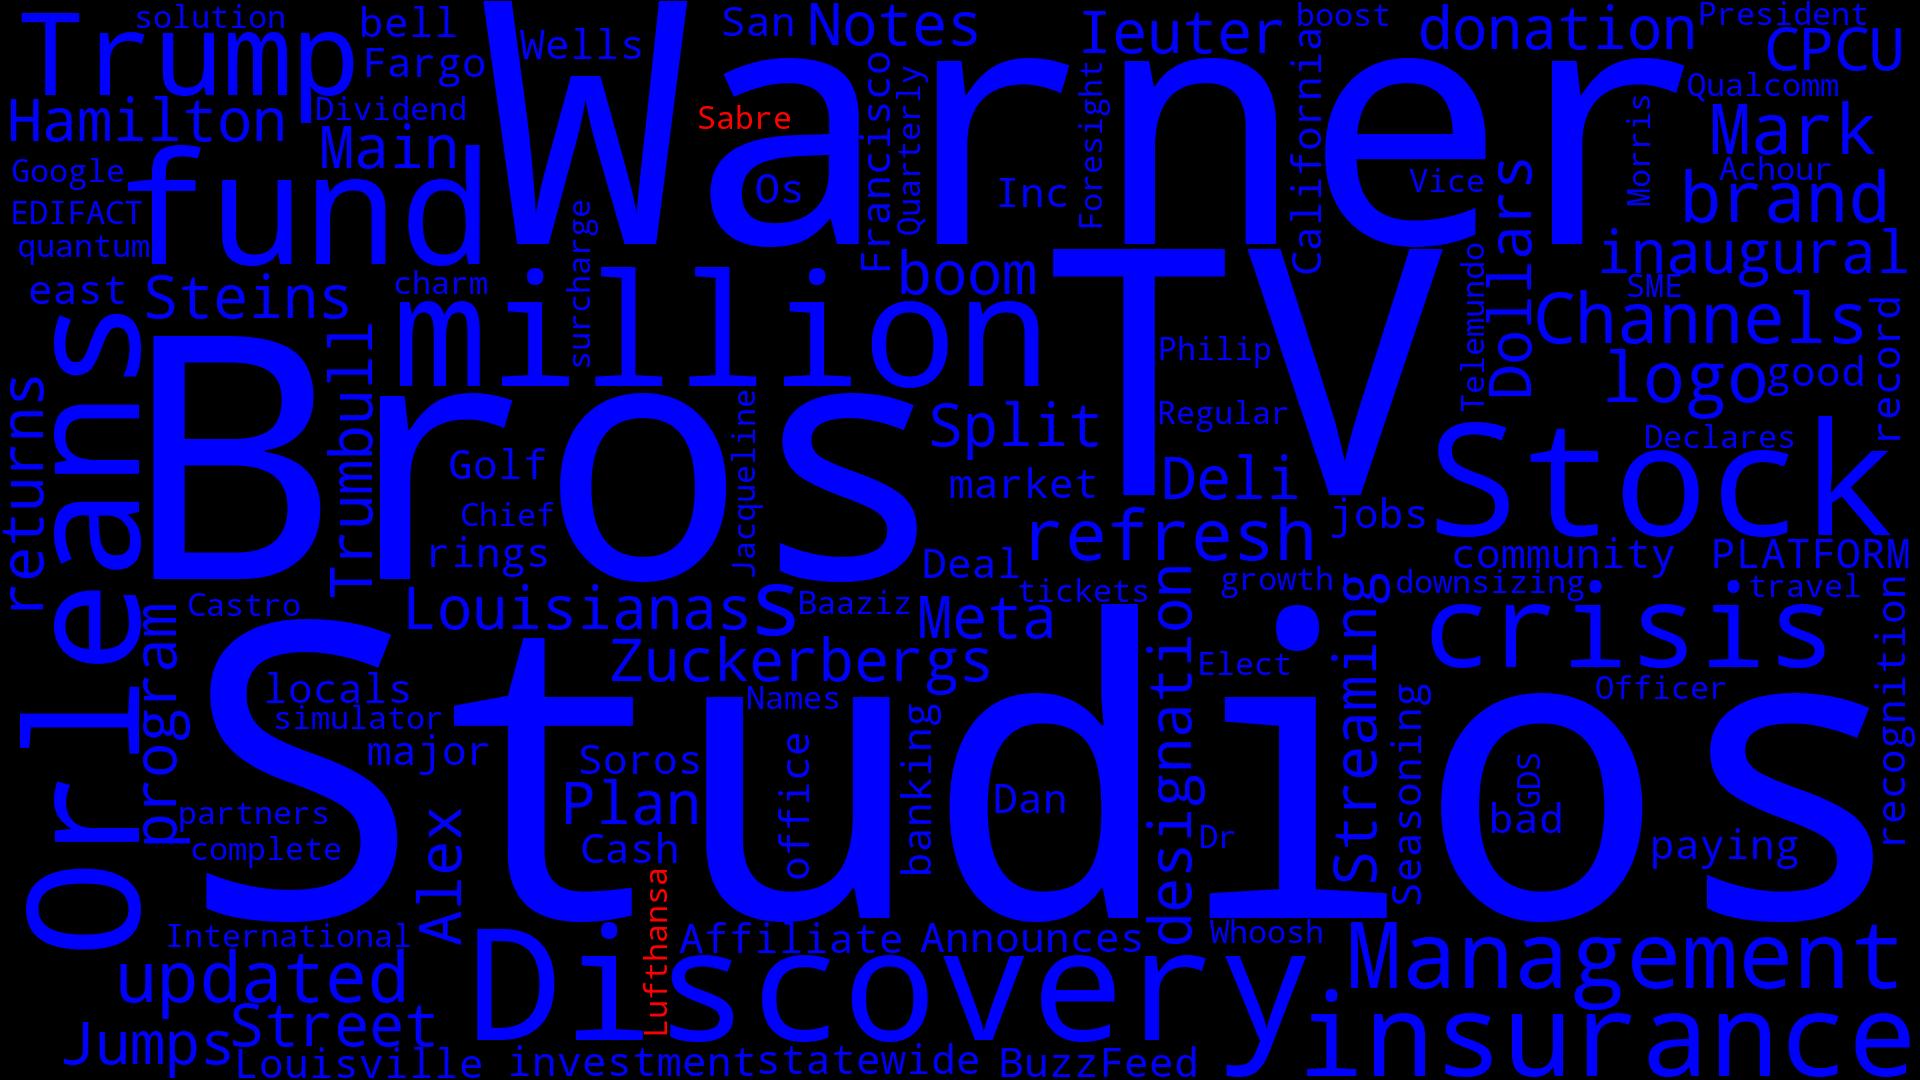 solution
Trump
bell
Fargo
Wells
San
Notes
Ieuter
boost
donation
President
CPCU
Warner
Sabre
Francisco
Quarterly
Foresight
California
Qualcomm
Morris
Mark
Achour
brand
Hamilton
Dividend
Main
Google
fund
EDIFACT
quantum
Os
Inc
Vice
Dollars
inaugural
SME
east
Steins
charm
surcharge
million
boom
TV
Telemundo
Channels
record
Philip
logo
good
returns
orleans
Bros
Trumbull
Golf
Jacqueline
Split
Regular
Declares
Stock
market
Deli
Chief
rings
refresh
jobs
community
PLATFORM
Deal
tickets
growth
downsizing
travel
Castro
Louisianas
s
Baaziz
Meta
designation
Streaming
crisis
recognition
program
Zuckerbergs
Elect
locals
simulator
Names
Studios
Officer
major
Soros
office
banking
Seasoning
GDS
partners
Plan
Dan
bad
complete
Alex
Cash
Dr
paying
Lufthansa
International
Affiliate
Announces
Whoosh
updated
Discovery
Management
Street
Jumps
insurance
Louisville
investment
statewide
BuzzFeed